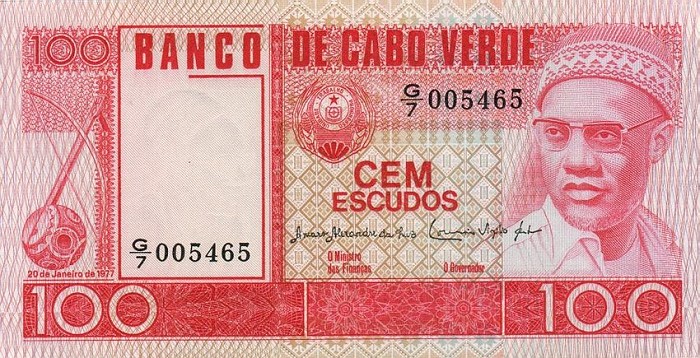 100 BANCO DE CABO VERDE
G/7 005465
CEM
ESCUDOS
G/7 005465
O Ministro
das Finanças
O Governador
20 de Janeiro de 1977
100
100